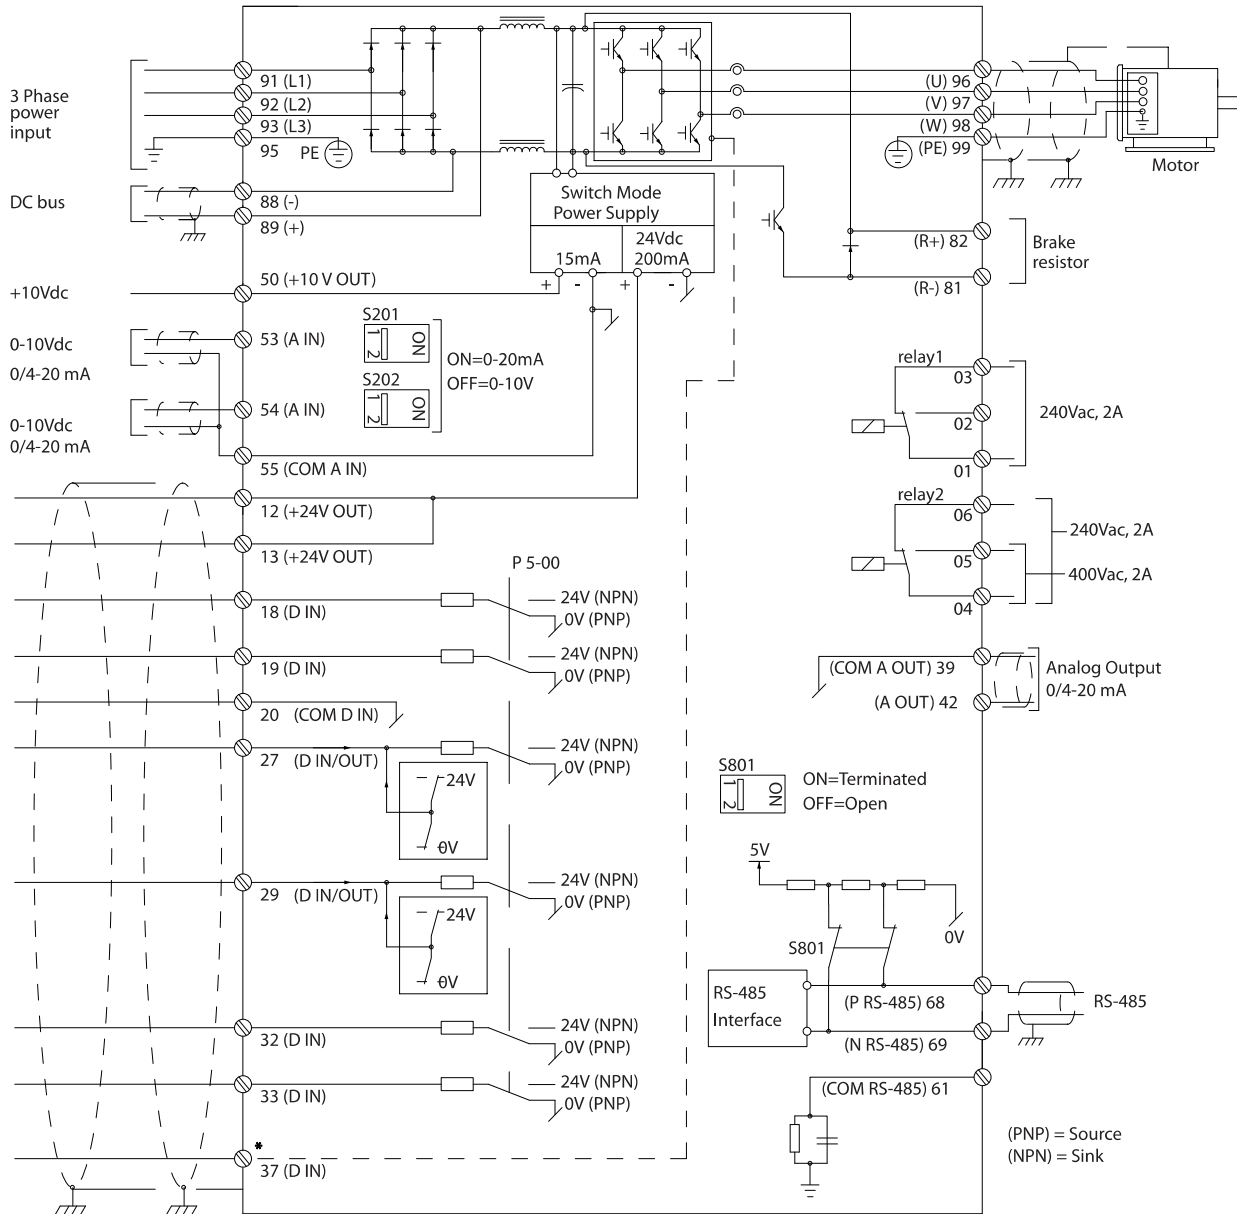 3 Phase
power
input
91 (L1)
92 (L2)
93 (L3)
95
PE
DC bus
88 (-)
89 (+)
+10Vdc
50 (+10 V OUT)
0-10Vdc
0/4-20 mA
53 (A IN)
0-10Vdc
0/4-20 mA
54 (A IN)
55 (COM A IN)
12 (+24V OUT)
13 (+24V OUT)
18 (D IN)
19 (D IN)
20 (COM D IN)
27 (D IN/OUT)
29 (D IN/OUT)
32 (D IN)
33 (D IN)
*
37 (D IN)
Switch Mode
Power Supply
15mA
24Vdc
200mA
+ - + -
S201
1 2 ON
S202
1 2 ON
ON=0-20mA
OFF=0-10V
P 5-00
24V (NPN)
0V (PNP)
24V (NPN)
0V (PNP)
24V (NPN)
0V (PNP)
24V
0V
24V (NPN)
0V (PNP)
24V
0V
24V (NPN)
0V (PNP)
24V (NPN)
0V (PNP)
(U) 96
(V) 97
(W) 98
(PE) 99
Motor
(R+) 82
(R-) 81
Brake
resistor
relay1
03
02
01
240Vac, 2A
relay2
06
05
04
240Vac, 2A
400Vac, 2A
(COM A OUT) 39
(A OUT) 42
Analog Output
0/4-20 mA
S801
1 2 ON
ON=Terminated
OFF=Open
5V
0V
S801
RS-485
Interface
(P RS-485) 68
(N RS-485) 69
(COM RS-485) 61
RS-485
(PNP) = Source
(NPN) = Sink